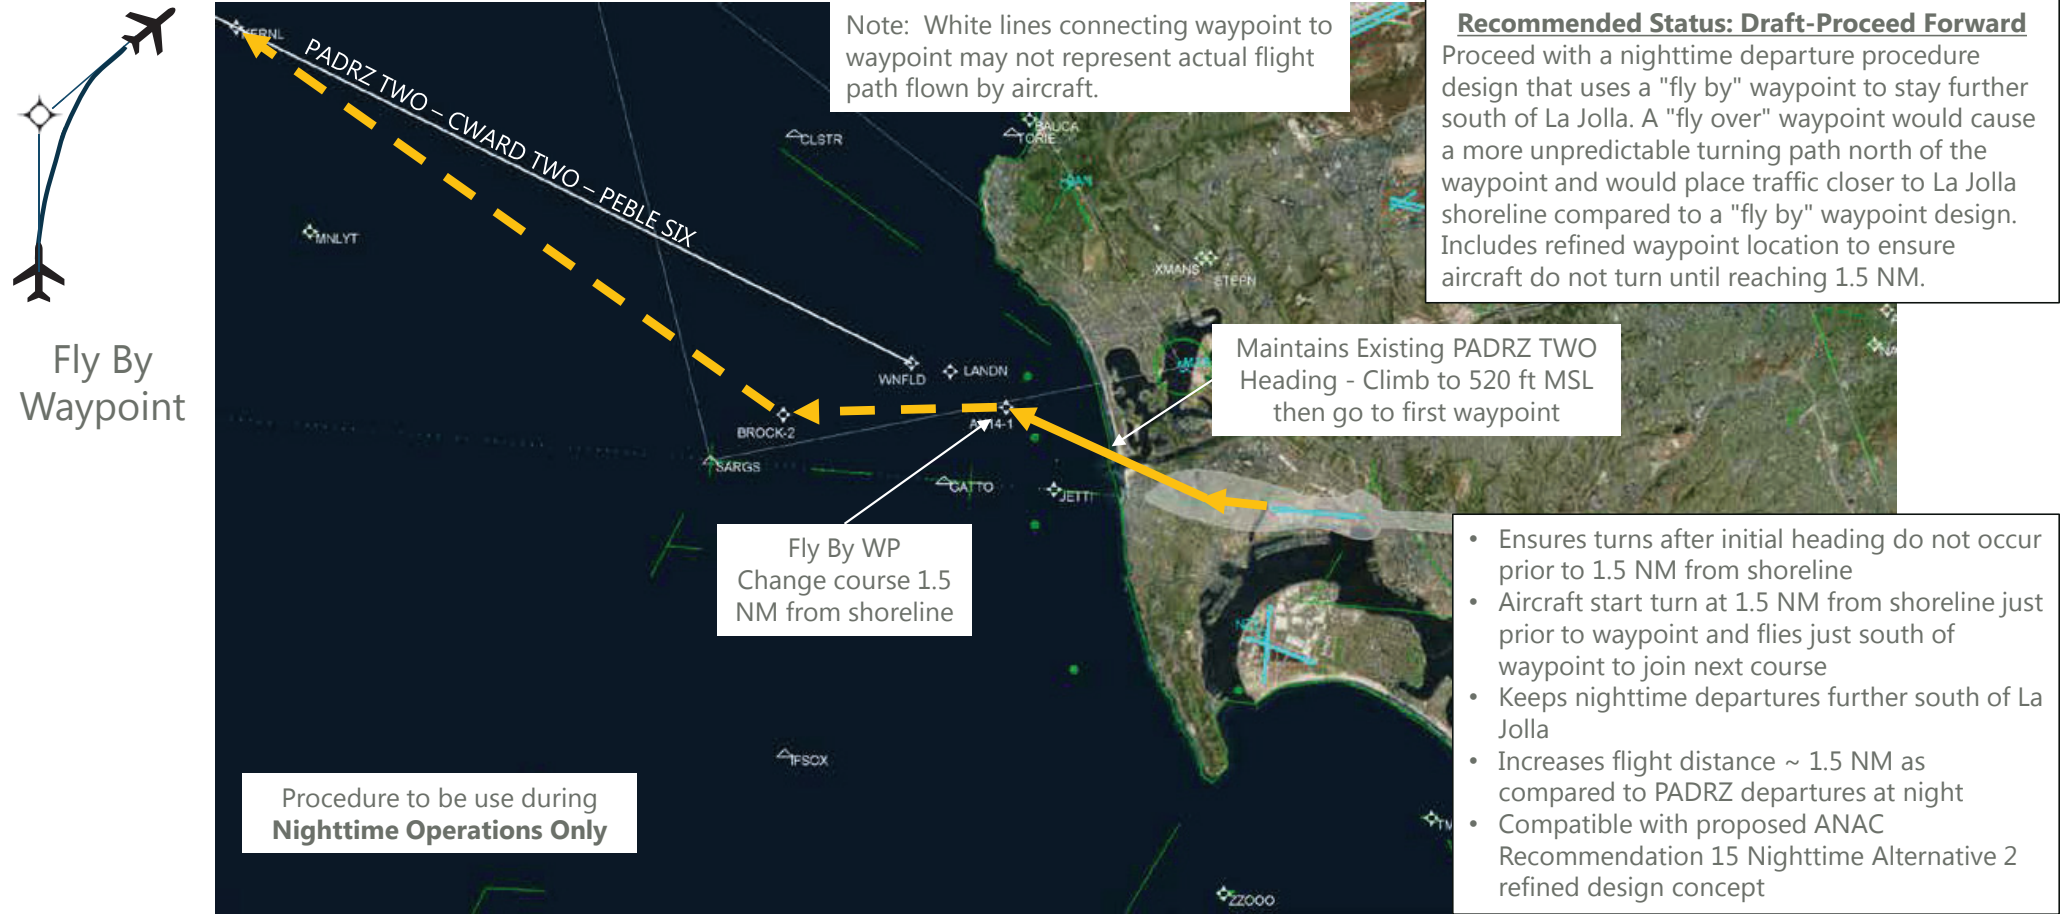 Fly By
Waypoint
KERNL
PADRZ TWO – CWARD TWO – PEBLE SIX
Note:  White lines connecting waypoint to
waypoint may not represent actual flight
path flown by aircraft.
Recommended Status: Draft-Proceed Forward
Proceed with a nighttime departure procedure
design that uses a "fly by" waypoint to stay further
south of La Jolla. A "fly over" waypoint would cause
a more unpredictable turning path north of the
waypoint and would place traffic closer to La Jolla
shoreline compared to a "fly by" waypoint design.
Includes refined waypoint location to ensure
aircraft do not turn until reaching 1.5 NM.
CLSTR
BAUCA
TORIE
MNLYT
XMANS
STEPN
WNFLD
LANDN
Maintains Existing PADRZ TWO
Heading - Climb to 520 ft MSL
then go to first waypoint
BROCK-2
SARGS
GATTO
JETTI
Fly By WP
Change course 1.5
NM from shoreline
IFSOX
Procedure to be use during
Nighttime Operations Only
ZZOOO
• Ensures turns after initial heading do not occur
prior to 1.5 NM from shoreline
• Aircraft start turn at 1.5 NM from shoreline just
prior to waypoint and flies just south of
waypoint to join next course
• Keeps nighttime departures further south of La
Jolla
• Increases flight distance ~ 1.5 NM as
compared to PADRZ departures at night
• Compatible with proposed ANAC
Recommendation 15 Nighttime Alternative 2
refined design concept